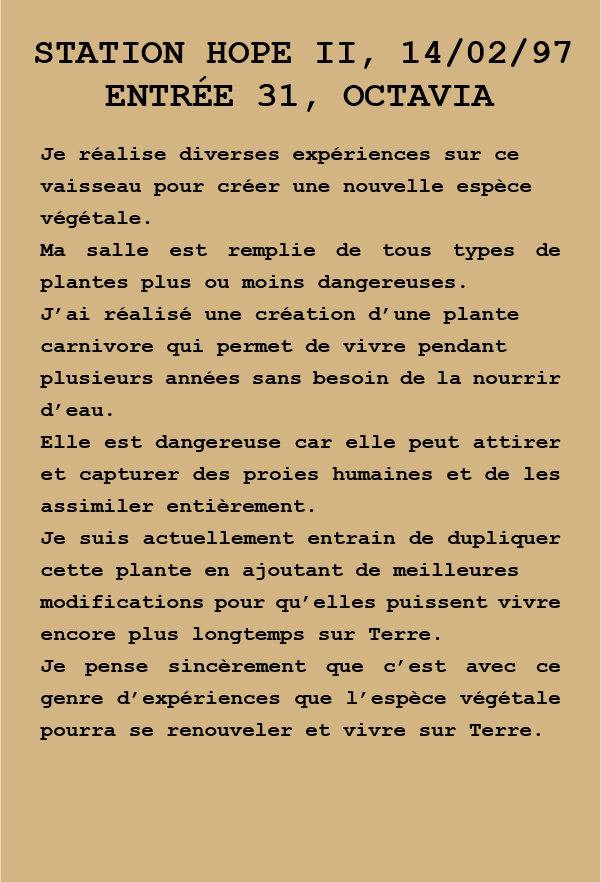 STATION HOPE II, 14/02/97
ENTRÉE 31, OCTAVIA
Je réalise diverses expériences sur ce
vaisseau pour créer une nouvelle espèce
végétale.
Ma salle est remplie de tous types de
plantes plus ou moins dangereuses.
J’ai réalisé une création d’une plante
carnivore qui permet de vivre pendant
plusieurs années sans besoin de la nourrir
d’eau.
Elle est dangereuse car elle peut attirer
et capturer des proies humaines et de les
assimiler entièrement.
Je suis actuellement entrain de dupliquer
cette plante en ajoutant de meilleures
modifications pour qu’elles puissent vivre
encore plus longtemps sur Terre.
Je pense sincèrement que c’est avec ce
genre d’expériences que l’espèce végétale
pourra se renouveler et vivre sur Terre.